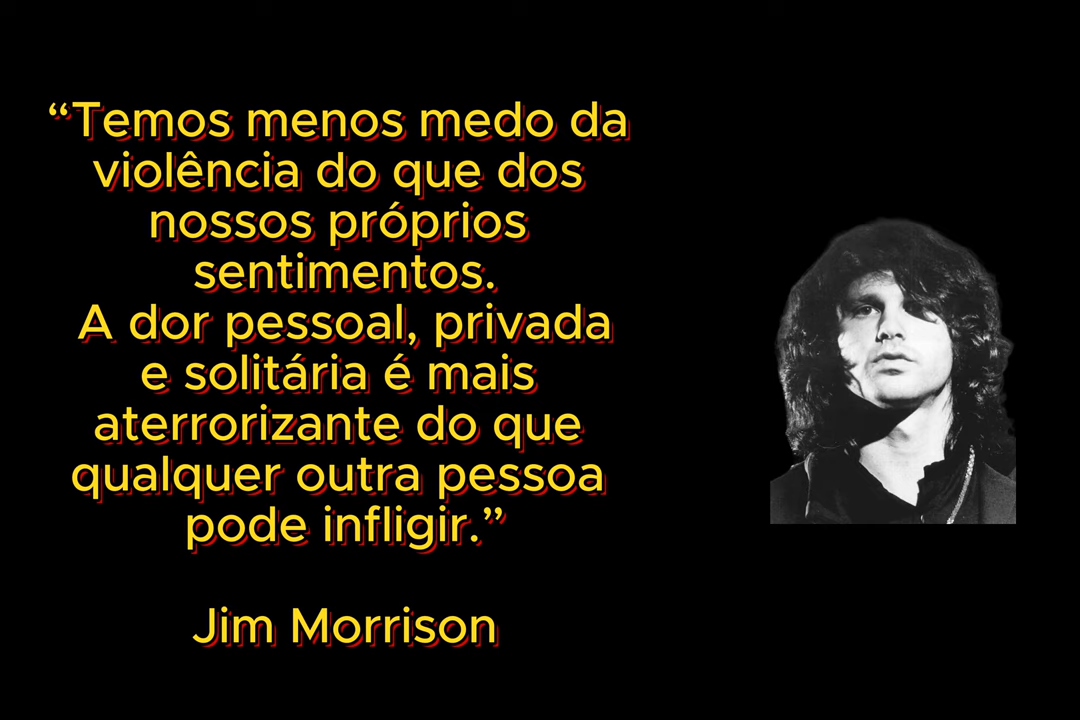 “Temos menos medo da
violência do que dos
nossos próprios
sentimentos.
A dor pessoal, privada
e solitária é mais
aterrorizante do que
qualquer outra pessoa
pode infligir.”
Jim Morrison